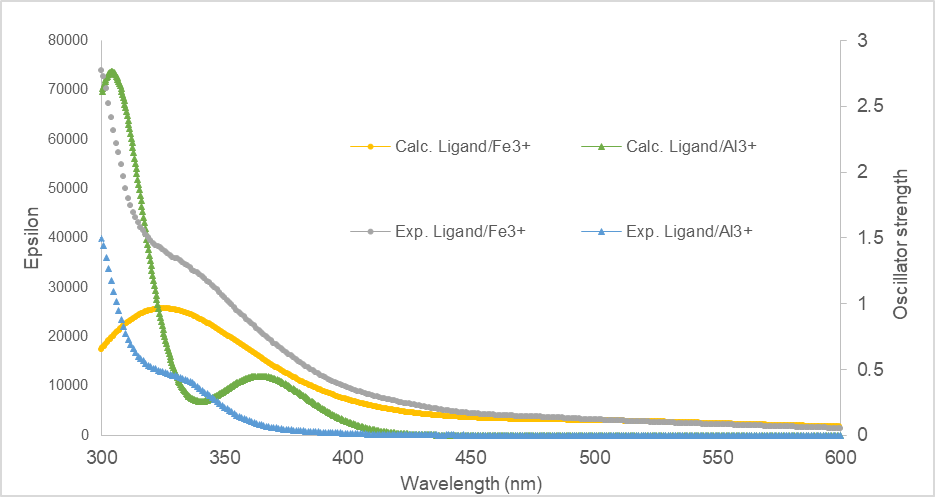 80000
70000
60000
50000
40000
30000
20000
10000
0
Epsilon
Calc. Ligand/Fe3+
Calc. Ligand/Al3+
Exp. Ligand/Fe3+
Exp. Ligand/Al3+
3
2.5
2
1.5
1
0.5
0
Oscillator strength
300 350 400 450 500 550 600
Wavelength (nm)